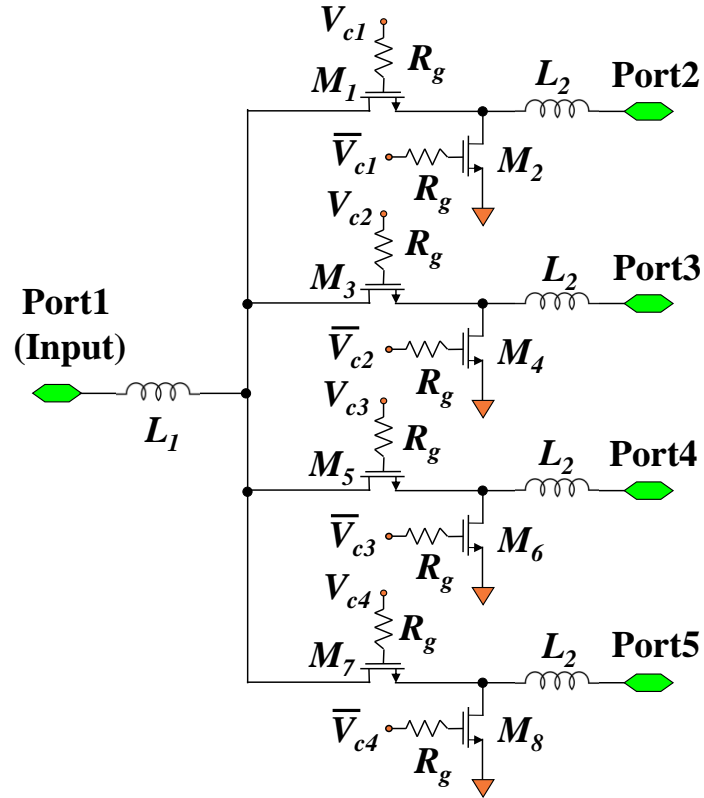 V_c1
R_g
M_1
L_2
Port2
V̅_c1
R_g
M_2
V_c2
R_g
M_3
L_2
Port3
V̅_c2
R_g
M_4
Port1
(Input)
L_1
V_c3
R_g
M_5
L_2
Port4
V̅_c3
R_g
M_6
V_c4
R_g
M_7
L_2
Port5
V̅_c4
R_g
M_8